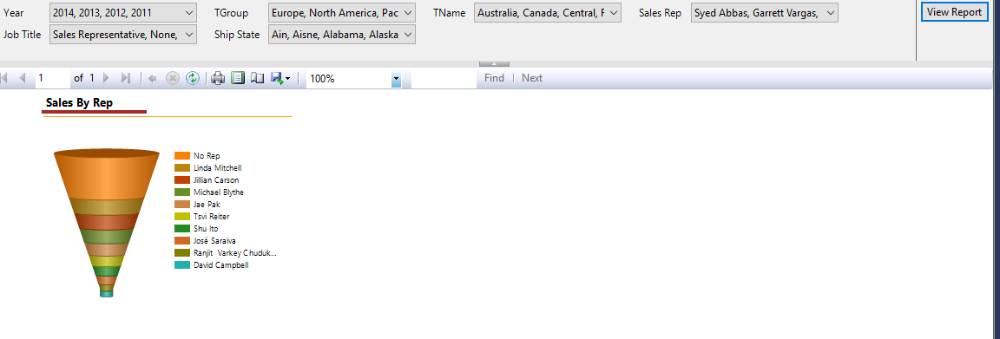 Year 2014, 2013, 2012, 2011 TGroup Europe, North America, Pac TName Australia, Canada, Central, F Sales Rep Syed Abbas, Garrett Vargas, View Report
Job Title Sales Representative, None, Ship State Ain, Aisne, Alabama, Alaska
1 of 1 100% Find | Next
Sales By Rep
No Rep
Linda Mitchell
Jillian Carson
Michael Blythe
Jae Pak
Tsvi Reiter
Shu Ito
José Saraiva
Ranjit Varkey Chuduk...
David Campbell